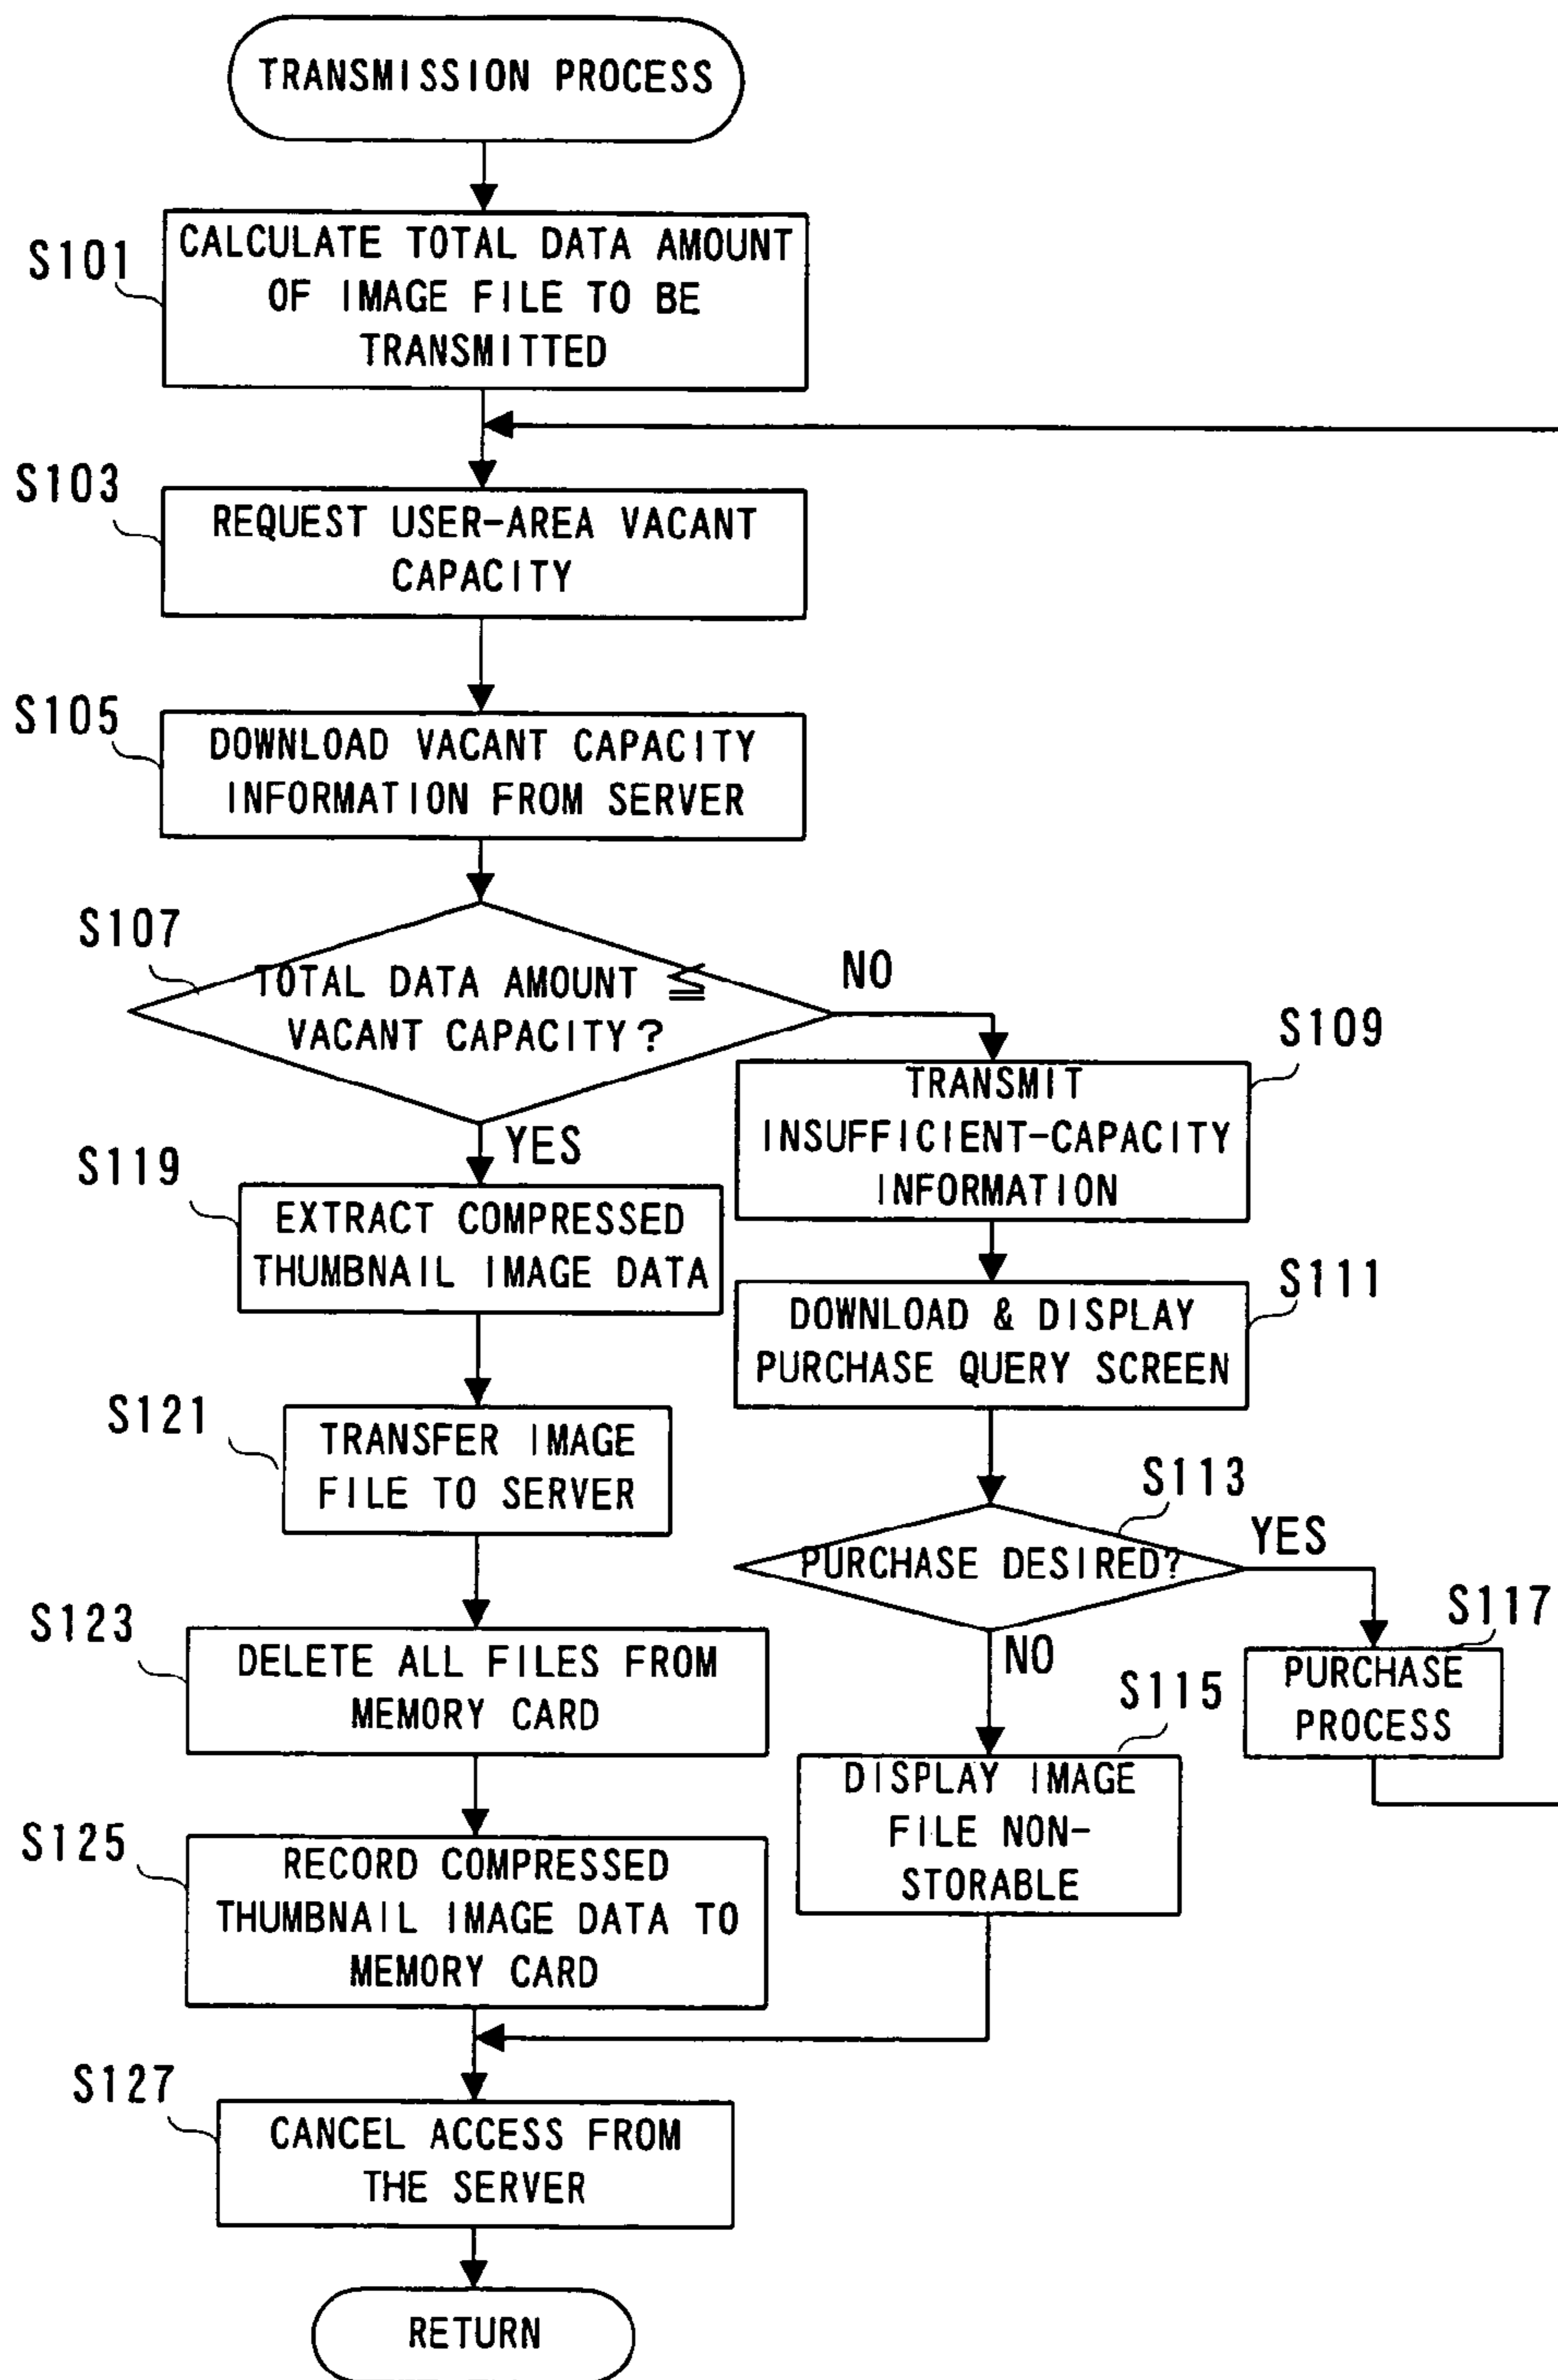 TRANSMISSION PROCESS
S101
CALCULATE TOTAL DATA AMOUNT
OF IMAGE FILE TO BE
TRANSMITTED
S103
REQUEST USER-AREA VACANT
CAPACITY
S105
DOWNLOAD VACANT CAPACITY
INFORMATION FROM SERVER
S107
TOTAL DATA AMOUNT ≦
VACANT CAPACITY?
NO
YES
S109
TRANSMIT
INSUFFICIENT-CAPACITY
INFORMATION
S119
EXTRACT COMPRESSED
THUMBNAIL IMAGE DATA
S111
DOWNLOAD & DISPLAY
PURCHASE QUERY SCREEN
S121
TRANSFER IMAGE
FILE TO SERVER
S113
PURCHASE DESIRED?
YES
NO
S117
PURCHASE
PROCESS
S123
DELETE ALL FILES FROM
MEMORY CARD
S115
DISPLAY IMAGE
FILE NON-
STORABLE
S125
RECORD COMPRESSED
THUMBNAIL IMAGE DATA TO
MEMORY CARD
S127
CANCEL ACCESS FROM
THE SERVER
RETURN